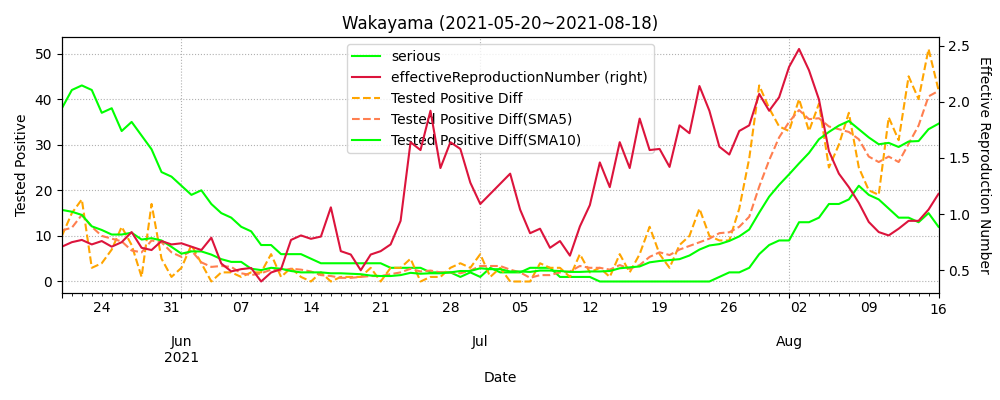 Wakayama (2021-05-20~2021-08-18)
serious
effectiveReproductionNumber (right)
Tested Positive Diff
Tested Positive Diff(SMA5)
Tested Positive Diff(SMA10)
Tested Positive
50
40
30
20
10
0
2.5
2.0
1.5
1.0
0.5
Effective Reproduction Number
24 31 07 14 21 28 05 12 19 26 02 09 16
Jun Jul Aug
2021
Date